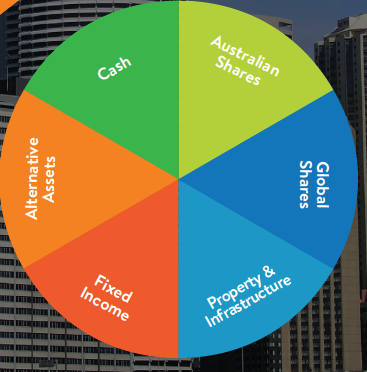 Australian
Shares
Global
Shares
Property &
Infrastructure
Fixed
Income
Alternative
Assets
Cash